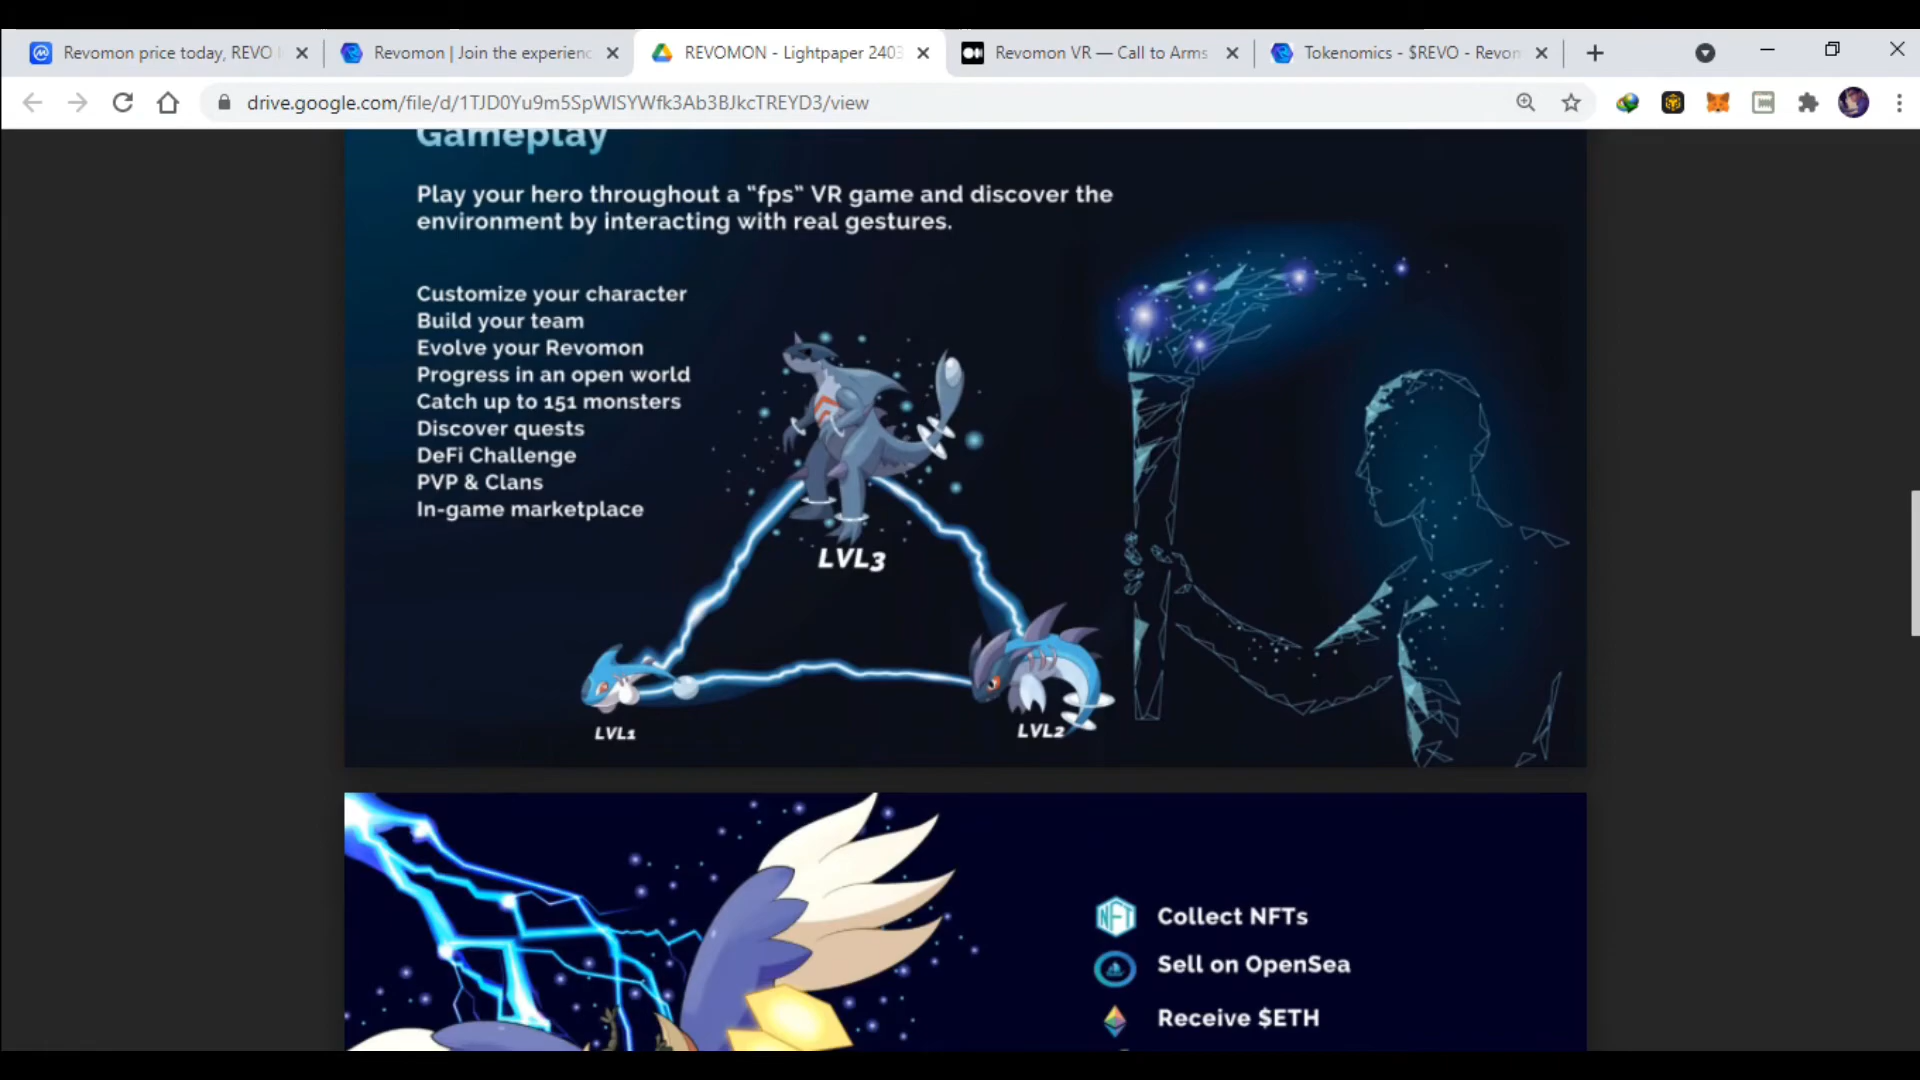 Revomon price today, REVO
Revomon | Join the experienc
REVOMON - Lightpaper 2403
Revomon VR — Call to Arms
Tokenomics - $REVO - Revom
drive.google.com/file/d/1TJD0Yu9m5SpWlSYWfk3Ab3BJkcTREYD3/view
Gameplay
Play your hero throughout a “fps” VR game and discover the
environment by interacting with real gestures.
Customize your character
Build your team
Evolve your Revomon
Progress in an open world
Catch up to 151 monsters
Discover quests
DeFi Challenge
PVP & Clans
In-game marketplace
LVL3
LVL1
LVL2
NFT
Collect NFTs
Sell on OpenSea
Receive $ETH